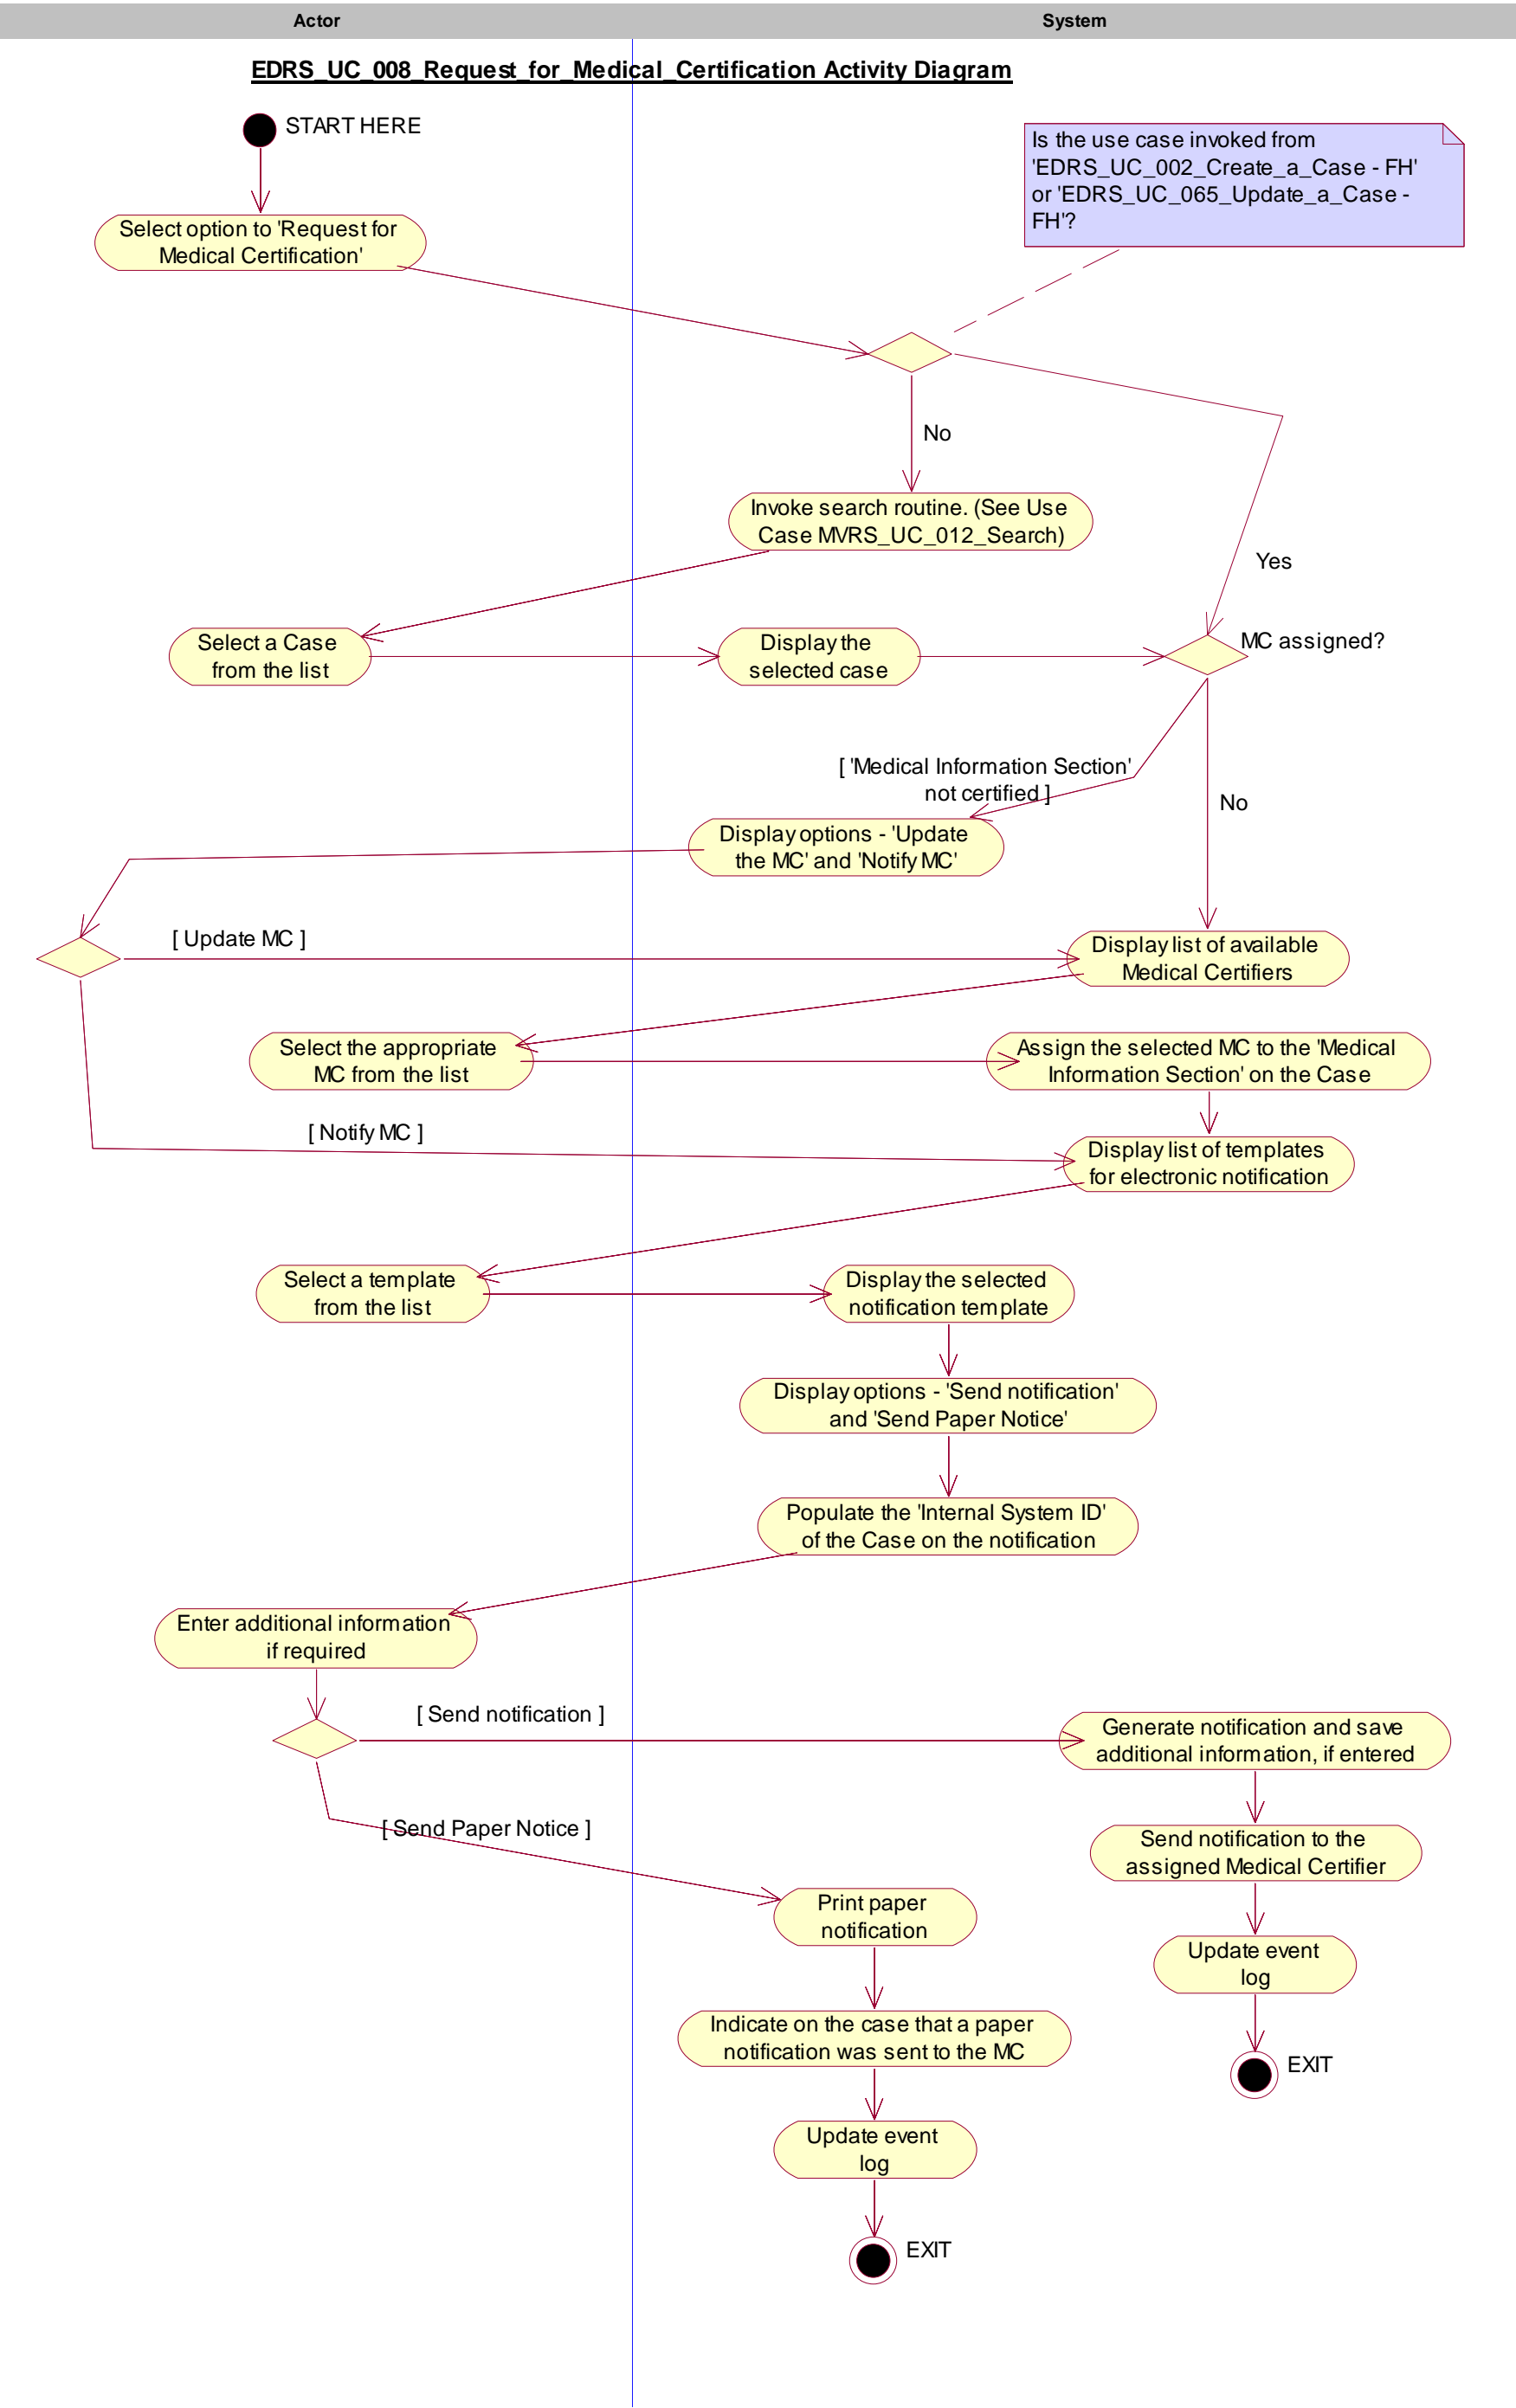 Actor
System
EDRS_UC_008_Request_for_Medical_Certification Activity Diagram
START HERE
Is the use case invoked from
'EDRS_UC_002_Create_a_Case - FH'
or 'EDRS_UC_065_Update_a_Case -
FH'?
Select option to 'Request for
Medical Certification'
No
Invoke search routine. (See Use
Case MVRS_UC_012_Search)
Yes
Select a Case
from the list
Display the
selected case
MC assigned?
[ 'Medical Information Section'
not certified ]
No
Display options - 'Update
the MC' and 'Notify MC'
[ Update MC ]
Display list of available
Medical Certifiers
Select the appropriate
MC from the list
Assign the selected MC to the 'Medical
Information Section' on the Case
[ Notify MC ]
Display list of templates
for electronic notification
Select a template
from the list
Display the selected
notification template
Display options - 'Send notification'
and 'Send Paper Notice'
Populate the 'Internal System ID'
of the Case on the notification
Enter additional information
if required
[ Send notification ]
Generate notification and save
additional information, if entered
[ Send Paper Notice ]
Send notification to the
assigned Medical Certifier
Print paper
notification
Update event
log
Indicate on the case that a paper
notification was sent to the MC
EXIT
Update event
log
EXIT